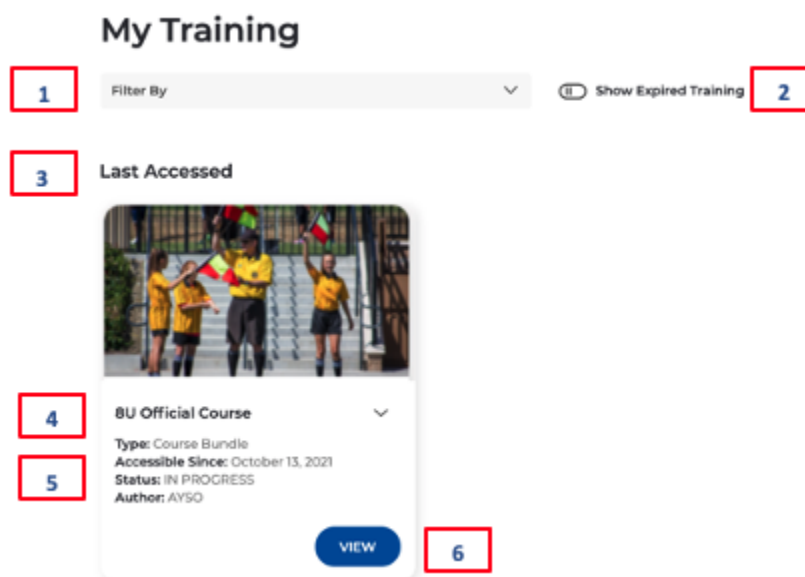 My Training
1 Filter By Show Expired Training 2
3 Last Accessed
4 8U Official Course
Type: Course Bundle
Accessible Since: October 13, 2021
5 Status: IN PROGRESS
Author: AYSO
VIEW 6